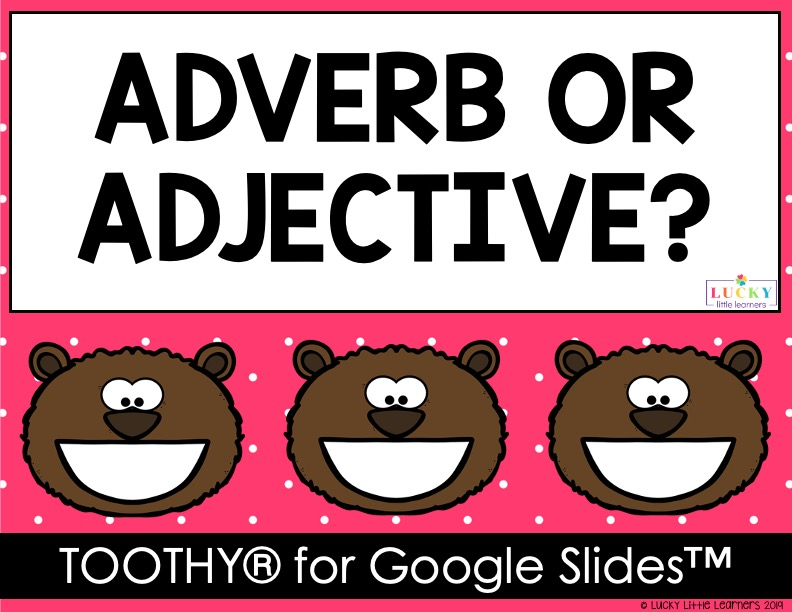 ADVERB OR
ADJECTIVE?
LUCKY
little learners
TOOTHY® for Google Slides™
© Lucky Little Learners 2019